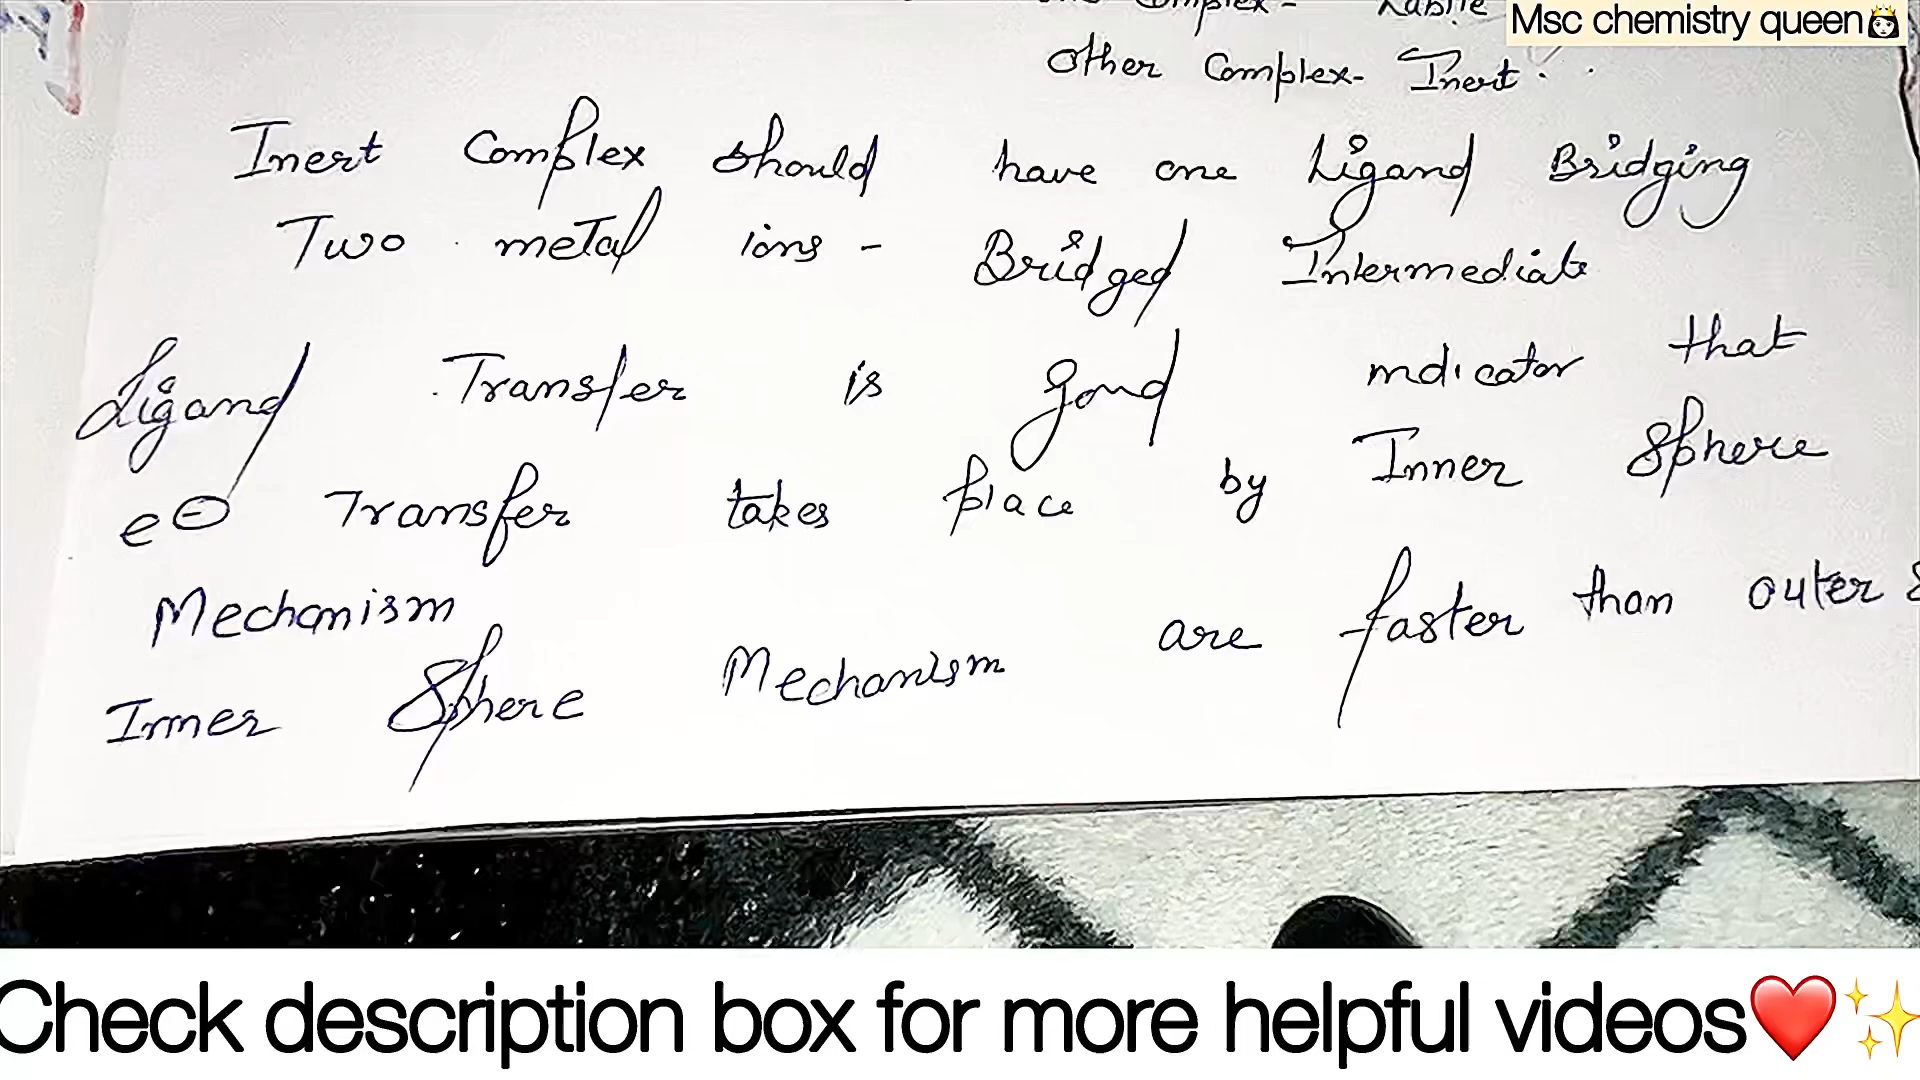 Complex- Labile
Msc chemistry queen👸🏻
Other Complex- Inert.
Inert Complex should have one Ligand Bridging
Two metal ions - Bridged Intermediate
Ligand Transfer is good indicator that
e⊖ Transfer takes place by Inner Sphere
Mechanism
Inner Sphere Mechanism are faster than outer
Check description box for more helpful videos❤️✨